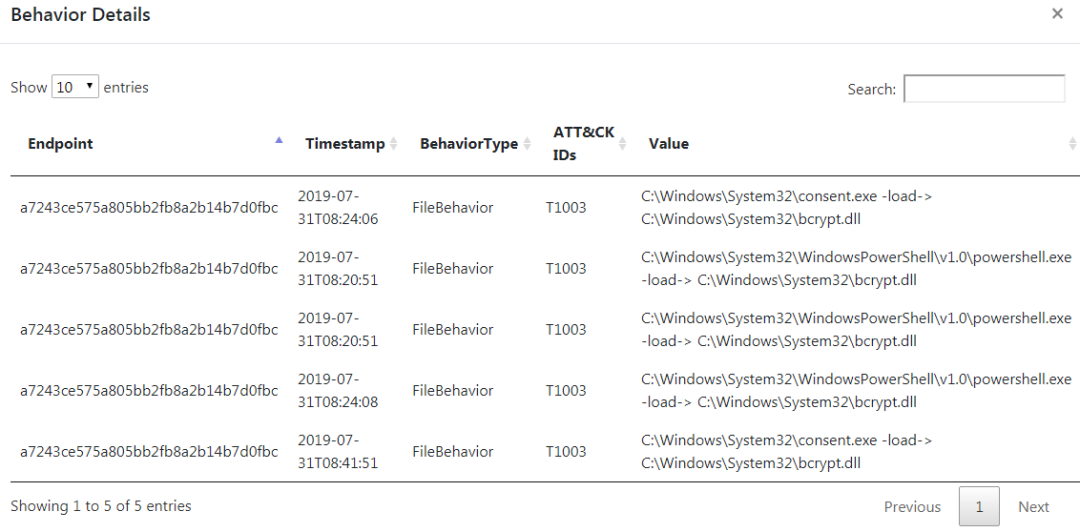 Behavior Details ×
Show 10 entries Search:
Endpoint Timestamp BehaviorType ATT&CK IDs Value
a7243ce575a805bb2fb8a2b14b7d0fbc 2019-07-31T08:24:06 FileBehavior T1003 C:\Windows\System32\consent.exe -load-> C:\Windows\System32\bcrypt.dll
a7243ce575a805bb2fb8a2b14b7d0fbc 2019-07-31T08:20:51 FileBehavior T1003 C:\Windows\System32\WindowsPowerShell\v1.0\powershell.exe -load-> C:\Windows\System32\bcrypt.dll
a7243ce575a805bb2fb8a2b14b7d0fbc 2019-07-31T08:20:51 FileBehavior T1003 C:\Windows\System32\WindowsPowerShell\v1.0\powershell.exe -load-> C:\Windows\System32\bcrypt.dll
a7243ce575a805bb2fb8a2b14b7d0fbc 2019-07-31T08:24:08 FileBehavior T1003 C:\Windows\System32\WindowsPowerShell\v1.0\powershell.exe -load-> C:\Windows\System32\bcrypt.dll
a7243ce575a805bb2fb8a2b14b7d0fbc 2019-07-31T08:41:51 FileBehavior T1003 C:\Windows\System32\consent.exe -load-> C:\Windows\System32\bcrypt.dll
Showing 1 to 5 of 5 entries Previous 1 Next